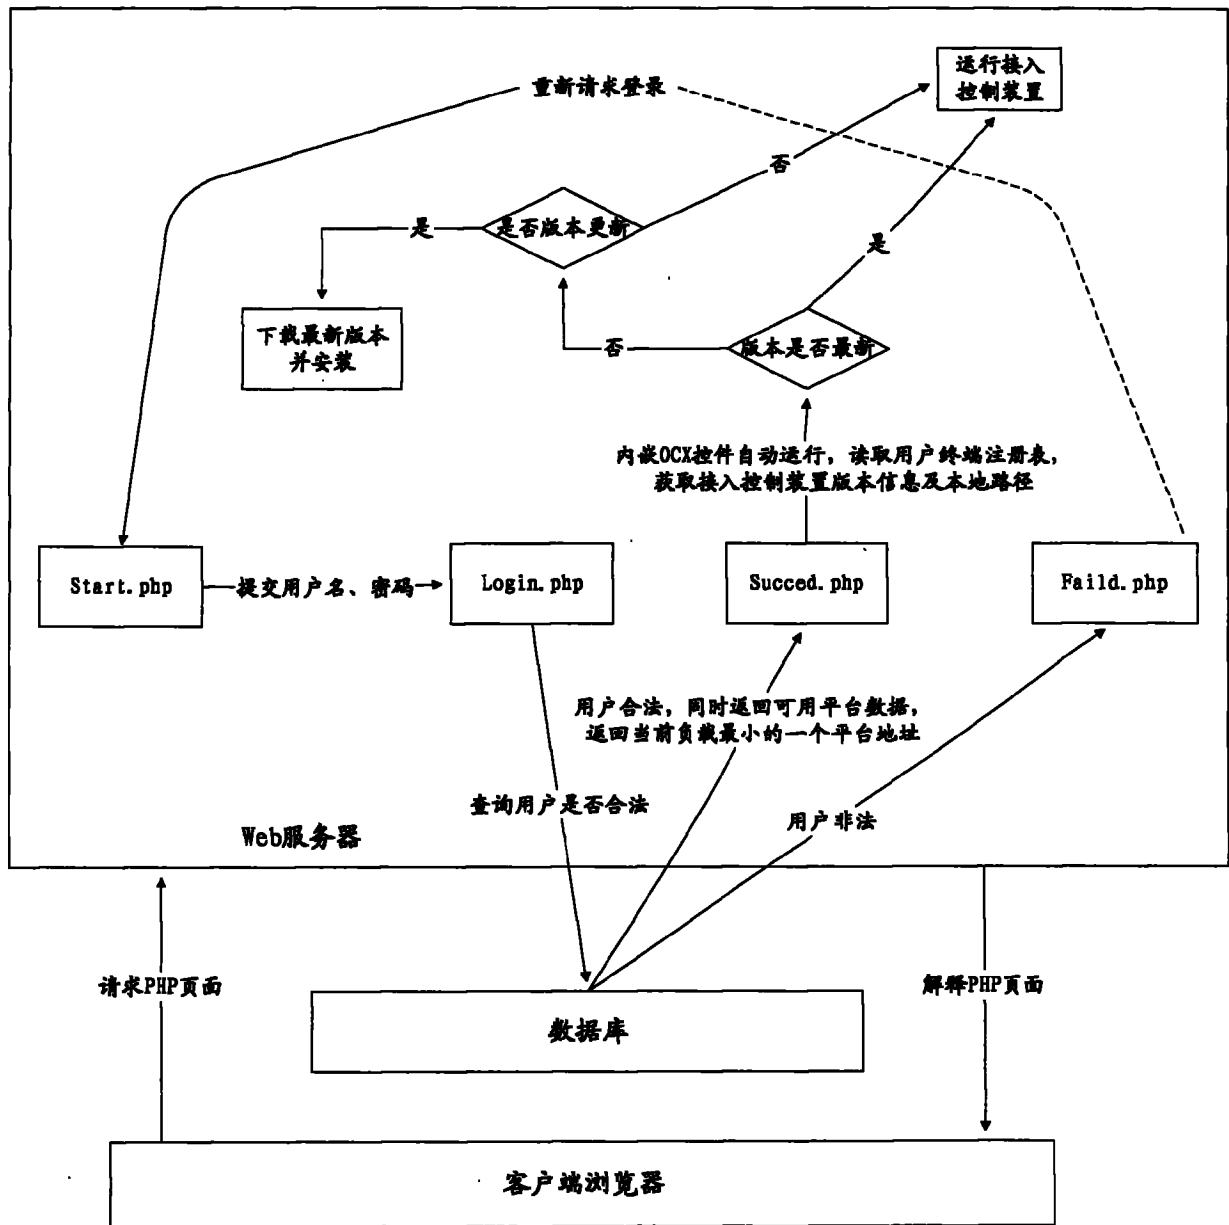 运行接入
控制装置
重新请求登录
否
是
是否版本更新
是
下载最新版本
并安装
否
版本是否最新
内嵌OCX控件自动运行，读取用户终端注册表，
获取接入控制装置版本信息及本地路径
Start.php
提交用户名、密码
Login.php
Succed.php
Faild.php
用户合法，同时返回可用平台数据，
返回当前负载最小的一个平台地址
查询用户是否合法
用户非法
Web服务器
请求PHP页面
解释PHP页面
数据库
客户端浏览器